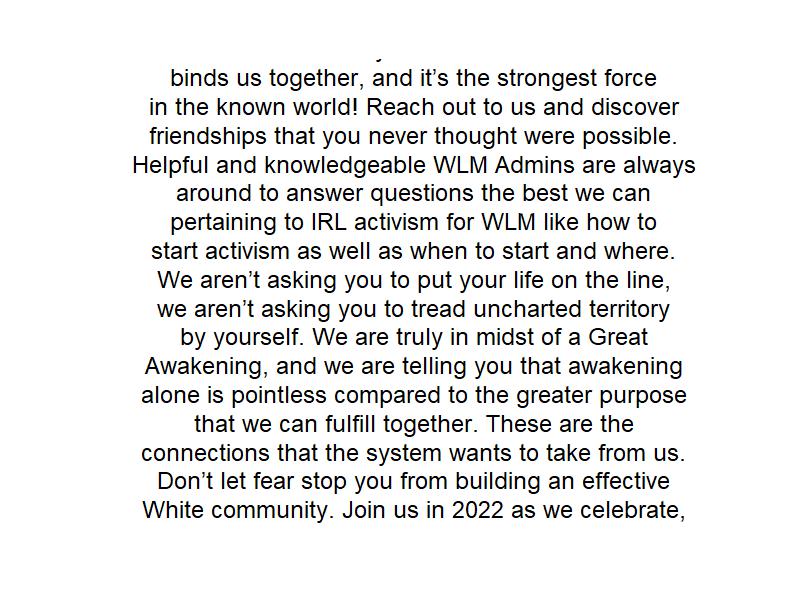 binds us together, and it’s the strongest force
in the known world! Reach out to us and discover
friendships that you never thought were possible.
Helpful and knowledgeable WLM Admins are always
around to answer questions the best we can
pertaining to IRL activism for WLM like how to
start activism as well as when to start and where.
We aren’t asking you to put your life on the line,
we aren’t asking you to tread uncharted territory
by yourself. We are truly in midst of a Great
Awakening, and we are telling you that awakening
alone is pointless compared to the greater purpose
that we can fulfill together. These are the
connections that the system wants to take from us.
Don’t let fear stop you from building an effective
White community. Join us in 2022 as we celebrate,